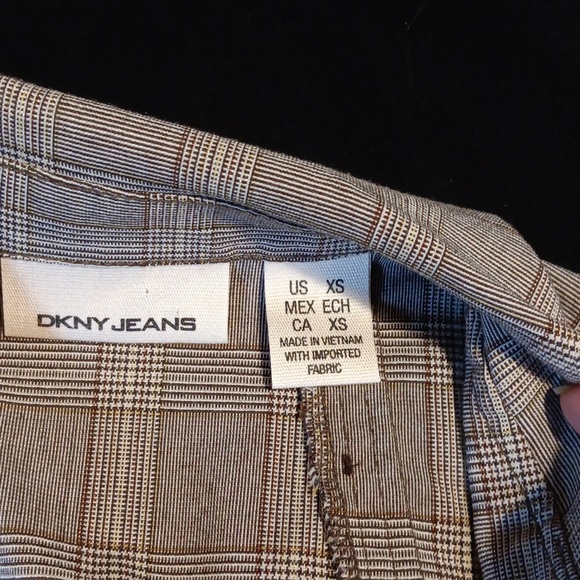 DKNY JEANS
US XS
MEX ECH
CA XS
MADE IN VIETNAM
WITH IMPORTED
FABRIC